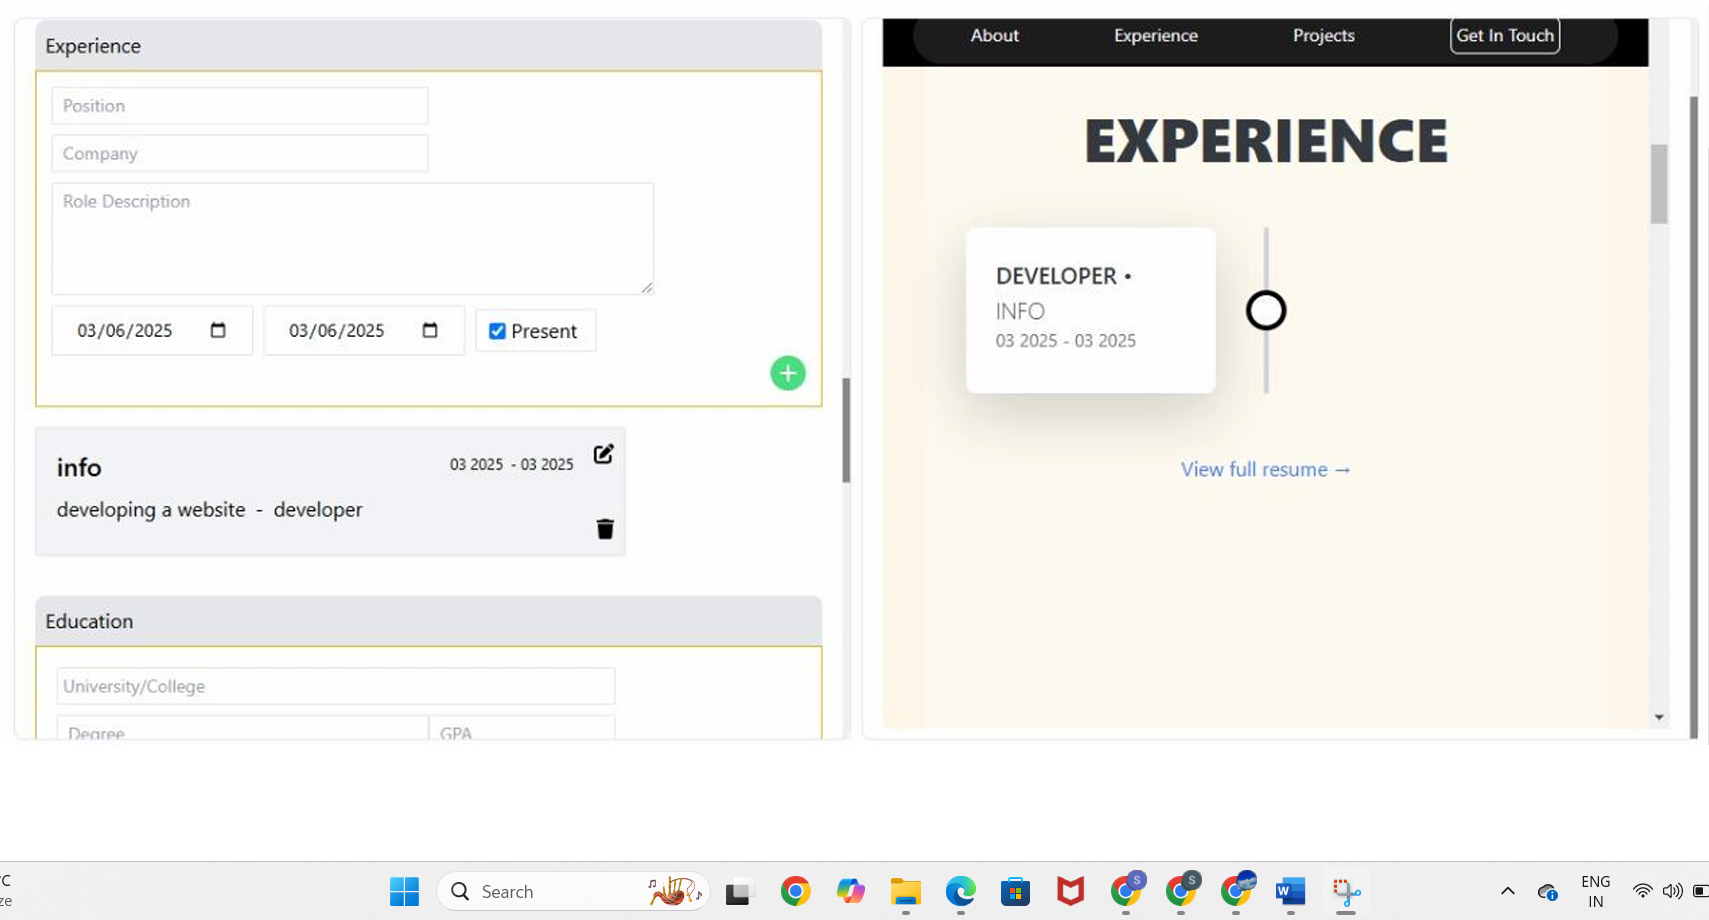 Experience
Position
Company
Role Description
03/06/2025
03/06/2025
Present
info
03 2025 - 03 2025
developing a website - developer
Education
University/College
Degree
GPA
About
Experience
Projects
Get In Touch
EXPERIENCE
DEVELOPER •
INFO
03 2025 - 03 2025
View full resume →
Search
ENG
IN